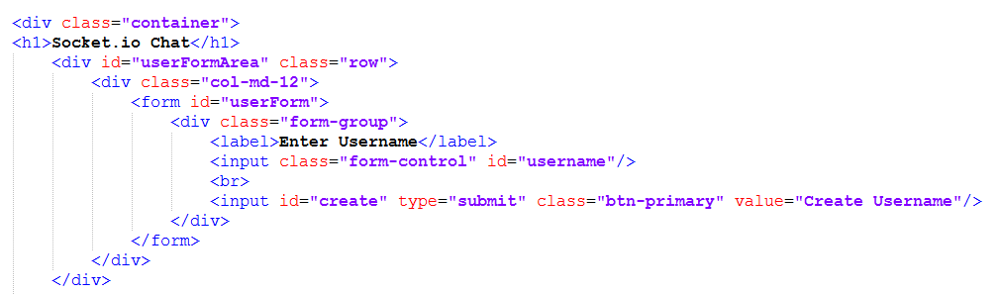 <div class="container">
<h1>Socket.io Chat</h1>
<div id="userFormArea" class="row">
<div class="col-md-12">
<form id="userForm">
<div class="form-group">
<label>Enter Username</label>
<input class="form-control" id="username"/>
<br>
<input id="create" type="submit" class="btn-primary" value="Create Username"/>
</div>
</form>
</div>
</div>